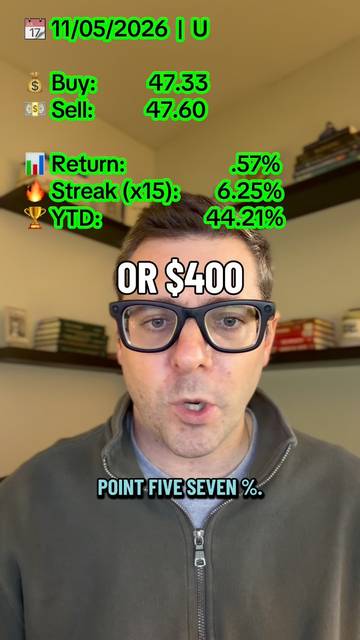 11/05/2026 | U
Buy: 47.33
Sell: 47.60
Return: .57%
Streak (x15): 6.25%
YTD: 44.21%
OR $400
POINT FIVE SEVEN %.